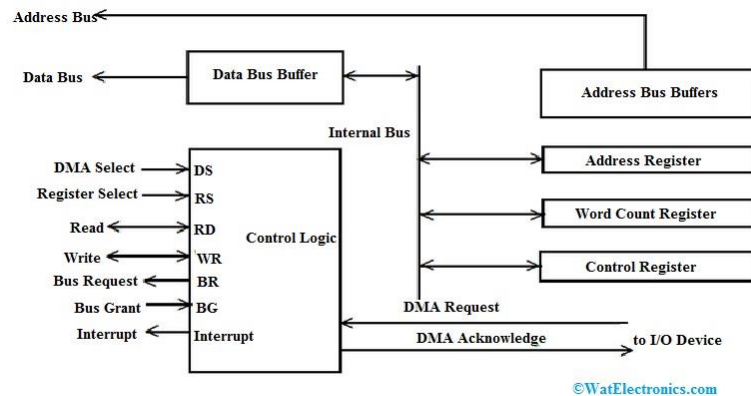 Address Bus
Data Bus
Data Bus Buffer
Address Bus Buffers
Internal Bus
Address Register
DMA Select
DS
Register Select
RS
Word Count Register
Read
RD
Control Logic
Write
WR
Control Register
Bus Request
BR
Bus Grant
BG
DMA Request
Interrupt
Interrupt
DMA Acknowledge
to I/O Device
©WatElectronics.com